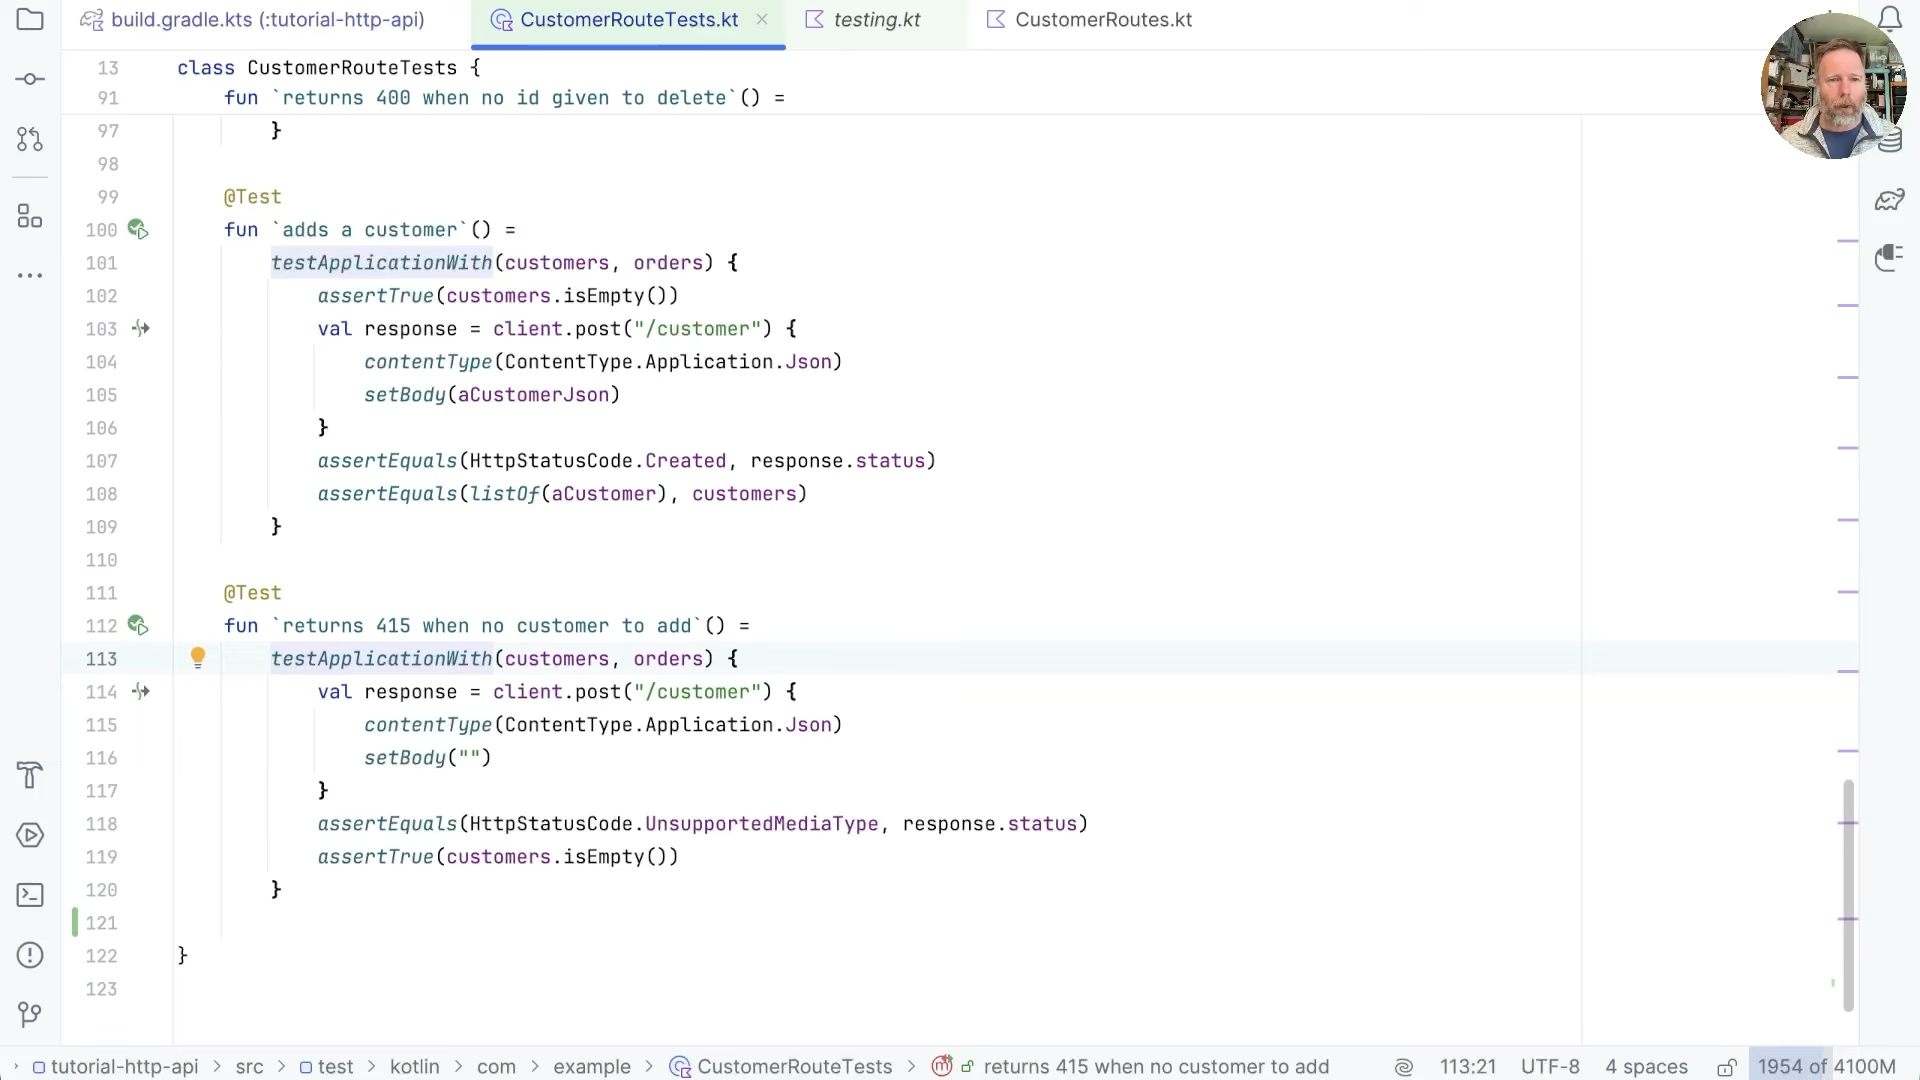 build.gradle.kts (:tutorial-http-api)
CustomerRouteTests.kt
testing.kt
CustomerRoutes.kt
13 class CustomerRouteTests {
91 fun `returns 400 when no id given to delete`() =
97 }
98
99 @Test
100 fun `adds a customer`() =
101 testApplicationWith(customers, orders) {
102 assertTrue(customers.isEmpty())
103 val response = client.post("/customer") {
104 contentType(ContentType.Application.Json)
105 setBody(aCustomerJson)
106 }
107 assertEquals(HttpStatusCode.Created, response.status)
108 assertEquals(listOf(aCustomer), customers)
109 }
110
111 @Test
112 fun `returns 415 when no customer to add`() =
113 testApplicationWith(customers, orders) {
114 val response = client.post("/customer") {
115 contentType(ContentType.Application.Json)
116 setBody("")
117 }
118 assertEquals(HttpStatusCode.UnsupportedMediaType, response.status)
119 assertTrue(customers.isEmpty())
120 }
121
122 }
123
tutorial-http-api > src > test > kotlin > com > example > CustomerRouteTests > returns 415 when no customer to add 113:21 UTF-8 4 spaces 1954 of 4100M